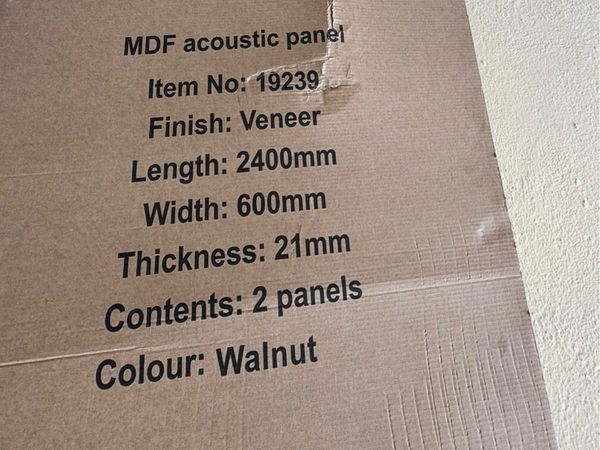 MDF acoustic panel
Item No: 19239
Finish: Veneer
Length: 2400mm
Width: 600mm
Thickness: 21mm
Contents: 2 panels
Colour: Walnut